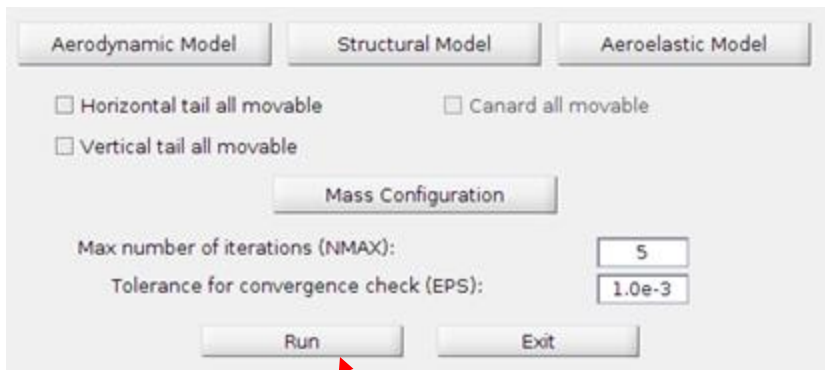 Aerodynamic Model Structural Model Aeroelastic Model
Horizontal tail all movable Canard all movable
Vertical tail all movable
Mass Configuration
Max number of iterations (NMAX): 5
Tolerance for convergence check (EPS): 1.0e-3
Run Exit